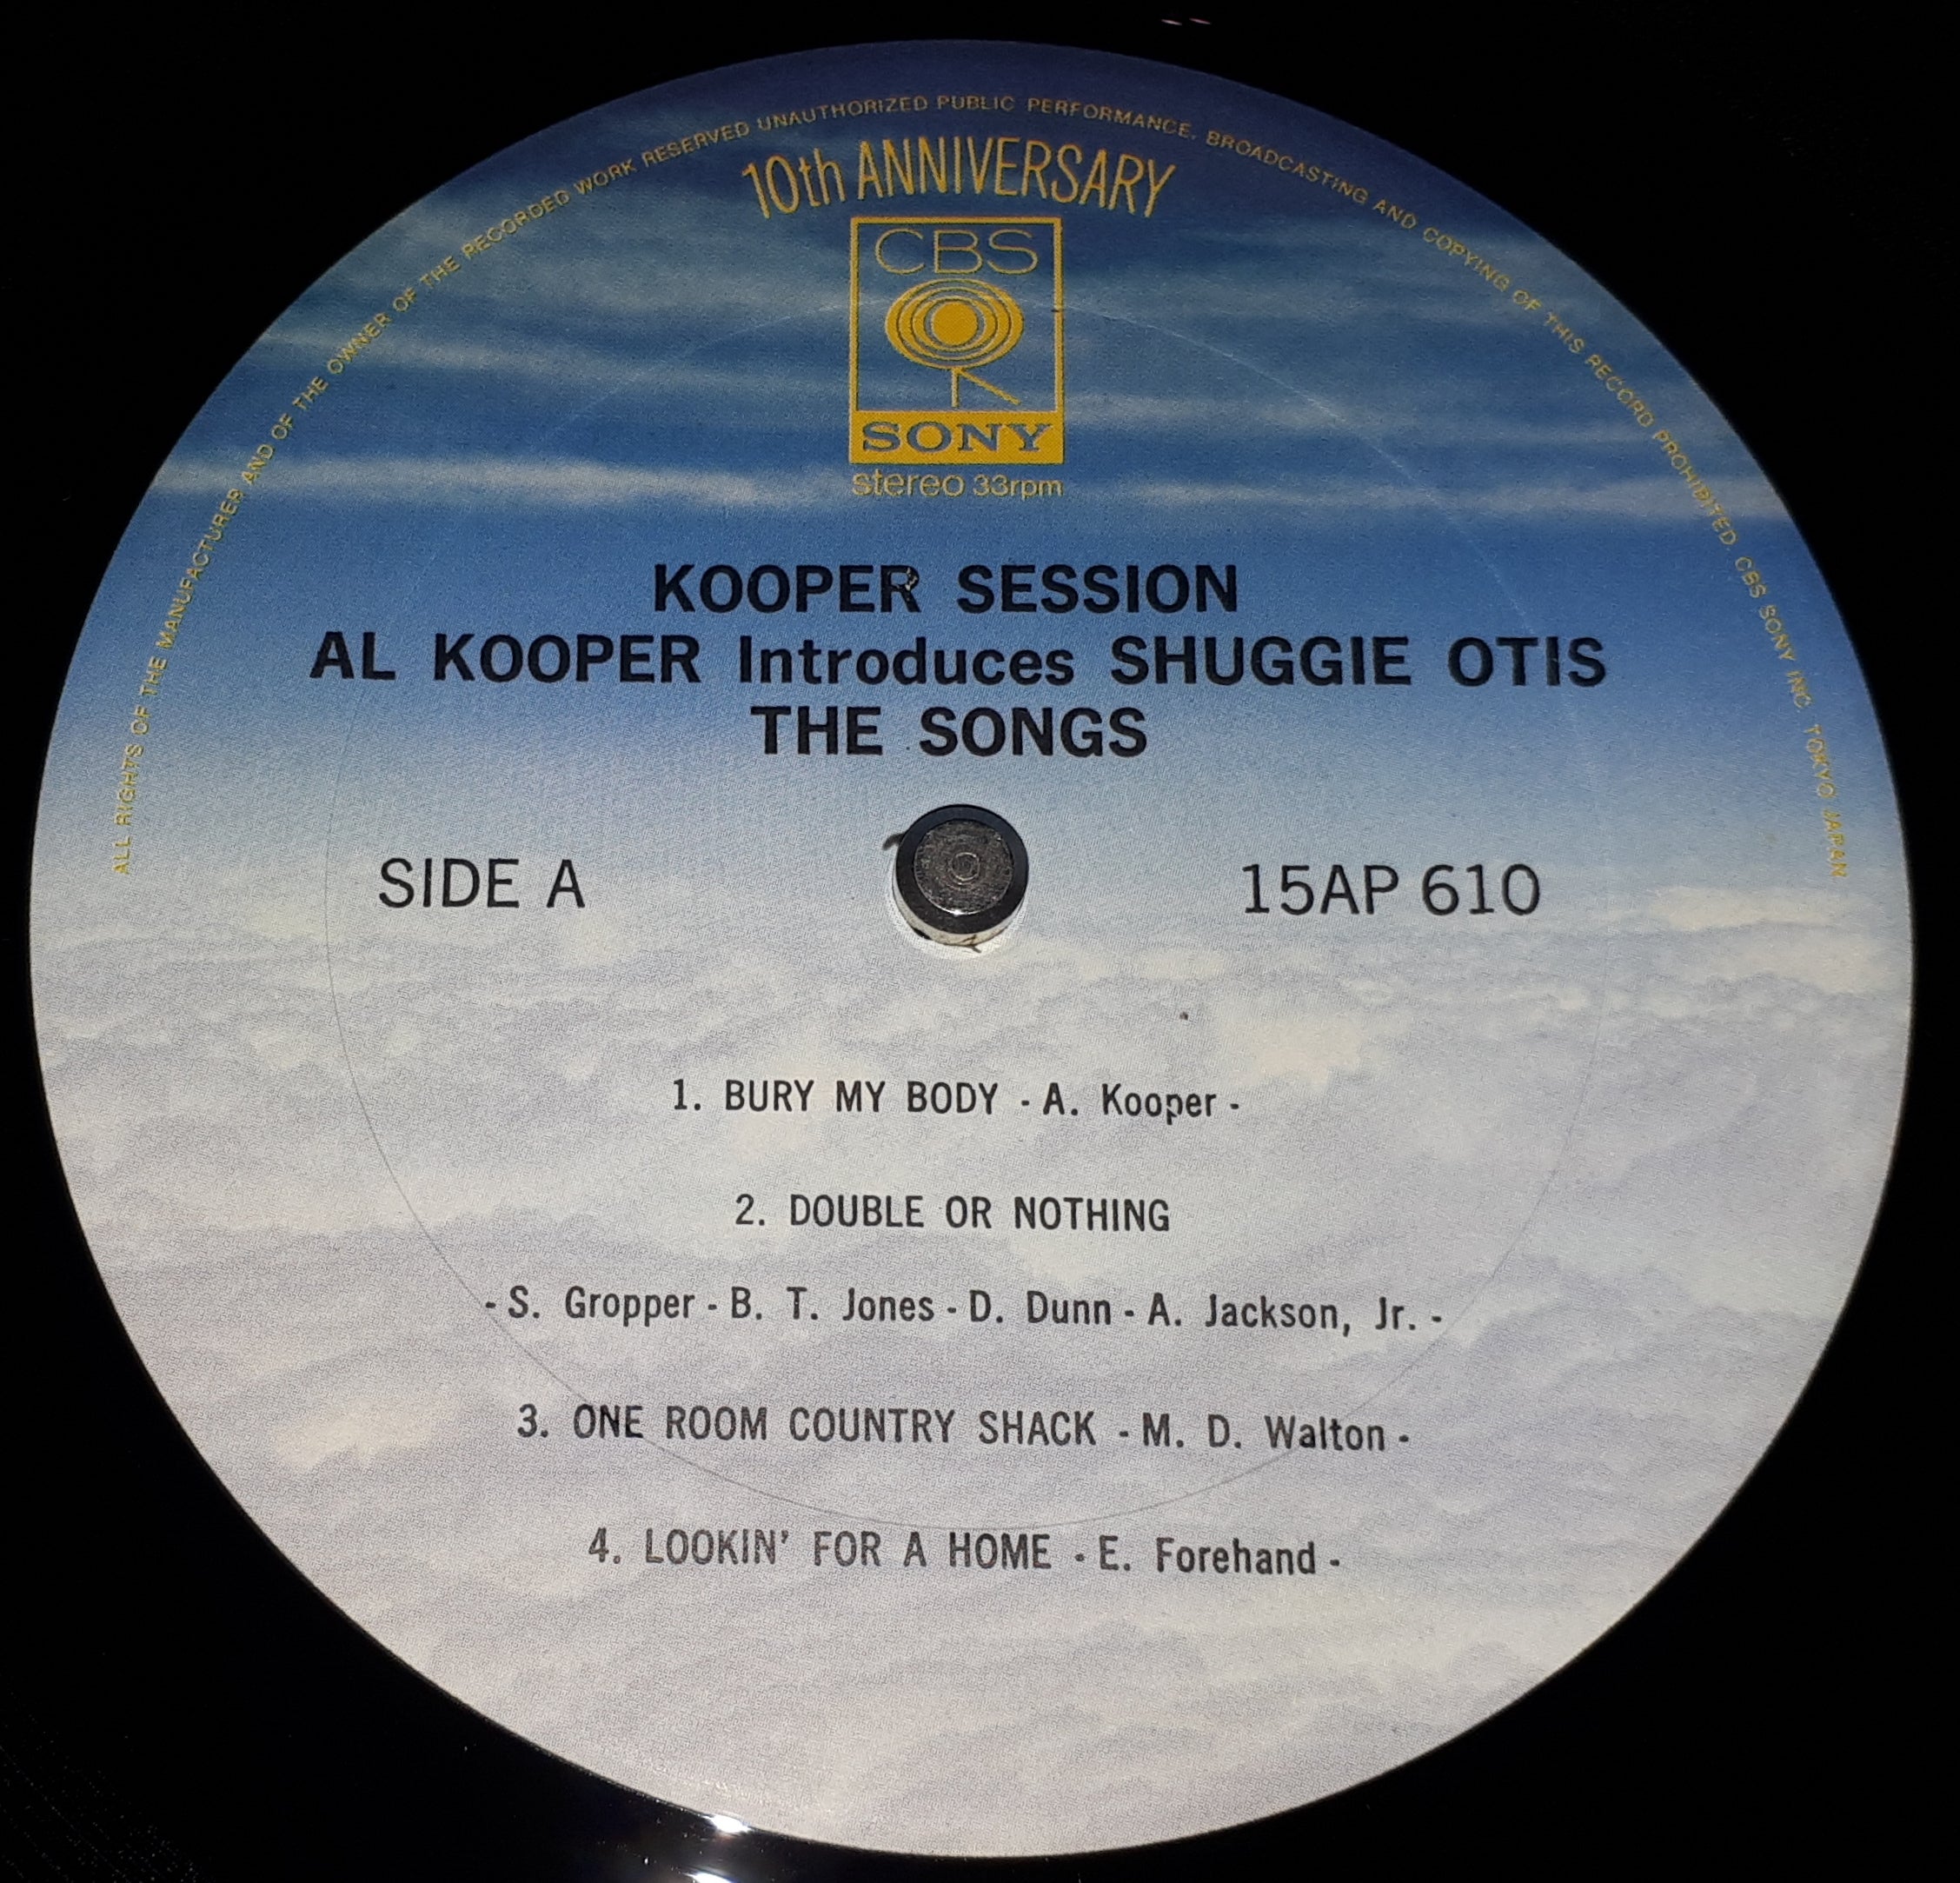 ALL RIGHTS OF THE MANUFACTURER AND OF THE OWNER OF THE RECORDED WORK RESERVED UNAUTHORIZED PUBLIC PERFORMANCE, BROADCASTING AND COPYING OF THIS RECORD PROHIBITED. CBS SONY INC. TOKYO JAPAN
10th ANNIVERSARY
CBS
SONY
stereo 33rpm
KOOPER SESSION
AL KOOPER Introduces SHUGGIE OTIS
THE SONGS
SIDE A 15AP 610
1. BURY MY BODY - A. Kooper -
2. DOUBLE OR NOTHING
- S. Gropper - B. T. Jones - D. Dunn - A. Jackson, Jr. -
3. ONE ROOM COUNTRY SHACK - M. D. Walton -
4. LOOKIN' FOR A HOME - E. Forehand -